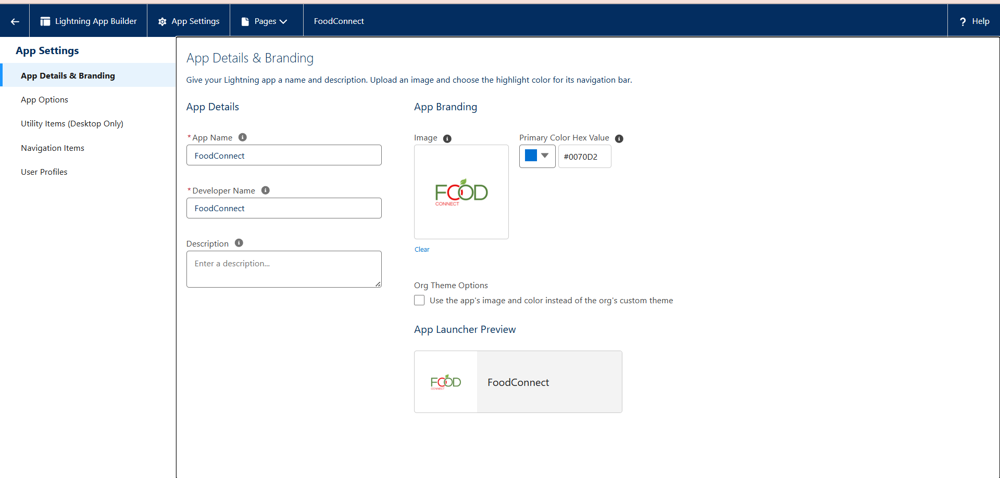 Lightning App Builder
App Settings
Pages
FoodConnect
? Help
App Settings
App Details & Branding
App Options
Utility Items (Desktop Only)
Navigation Items
User Profiles
App Details & Branding
Give your Lightning app a name and description. Upload an image and choose the highlight color for its navigation bar.
App Details
* App Name
FoodConnect
* Developer Name
FoodConnect
Description
Enter a description...
App Branding
Image
FOOD
CONNECT
Clear
Primary Color Hex Value
#0070D2
Org Theme Options
Use the app's image and color instead of the org's custom theme
App Launcher Preview
FOOD
CONNECT
FoodConnect